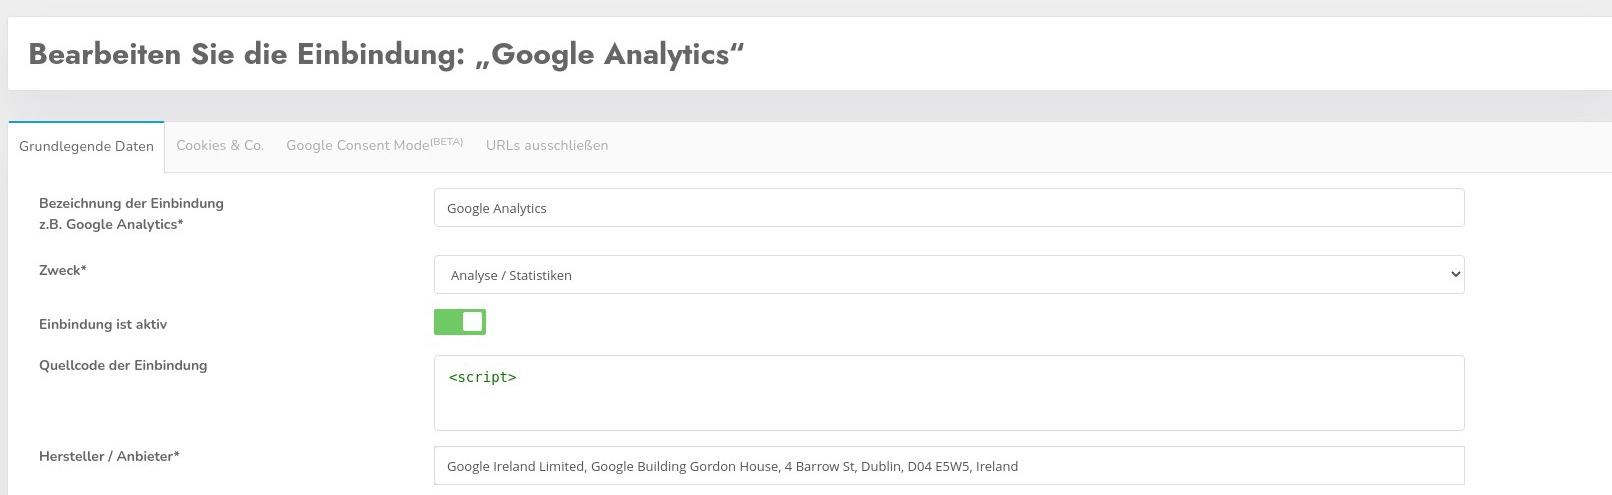 Bearbeiten Sie die Einbindung: „Google Analytics“
Grundlegende Daten
Cookies & Co.
Google Consent Mode(BETA)
URLs ausschließen
Bezeichnung der Einbindung
z.B. Google Analytics*
Google Analytics
Zweck*
Analyse / Statistiken
Einbindung ist aktiv
Quellcode der Einbindung
<script>
Hersteller / Anbieter*
Google Ireland Limited, Google Building Gordon House, 4 Barrow St, Dublin, D04 E5W5, Ireland